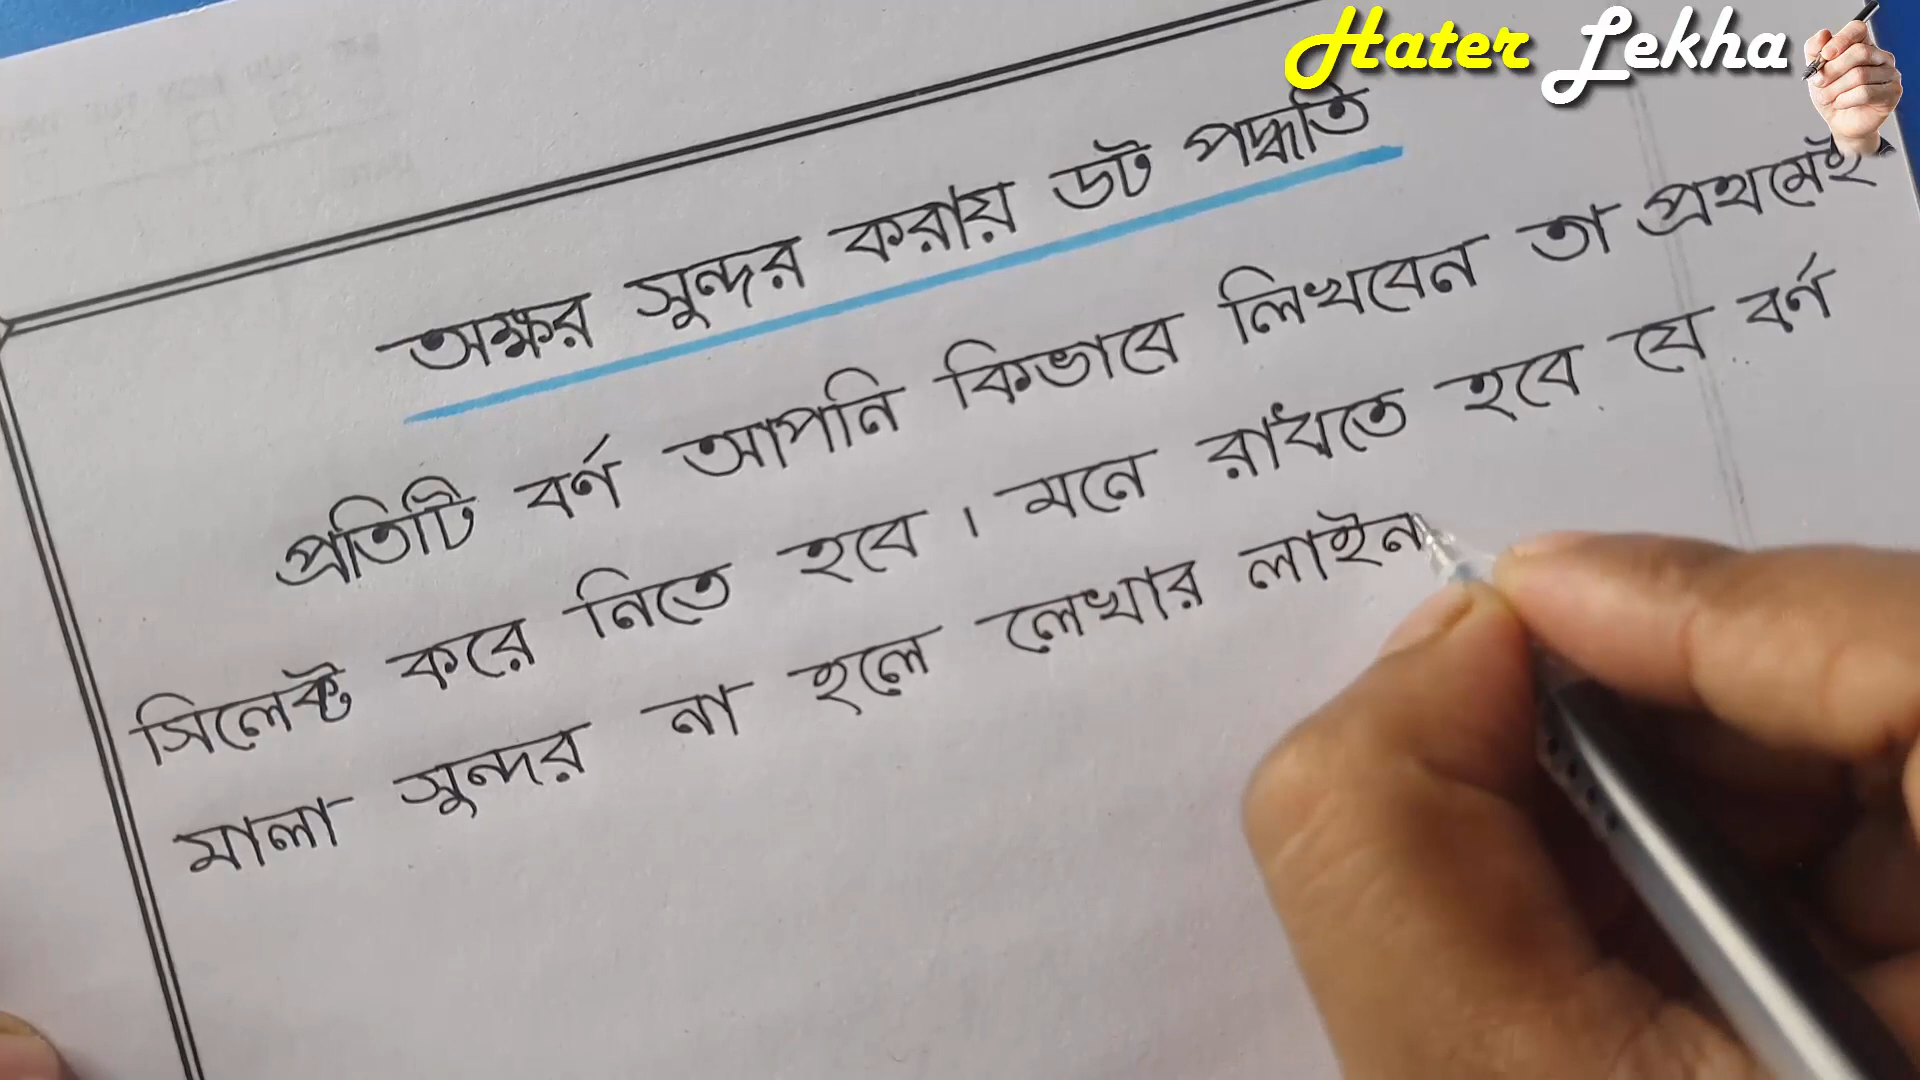 Hater Lekha
অক্ষর সুন্দর করায় ডট পদ্ধতি
প্রতিটি বর্ণ আপনি কিভাবে লিখবেন তা প্রথমেই
সিলেক্ট করে নিতে হবে । মনে রাখতে হবে যে বর্ণ
মালা সুন্দর না হলে লেখার লাইন